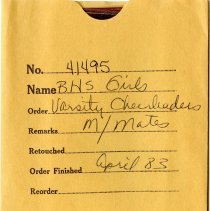 No. 41495
Name BHS Girls
Order Varsity Cheerleaders
Remarks M/Mates
Retouched
Order Finished April 83
Reorder